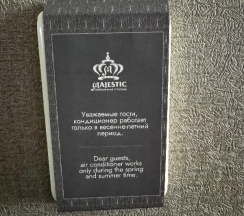 MAJESTIC
Уважаемые гости,
кондиционер работает
только в весенне-летний
период.
Dear guests,
air conditioner works
only during the spring
and summer time.